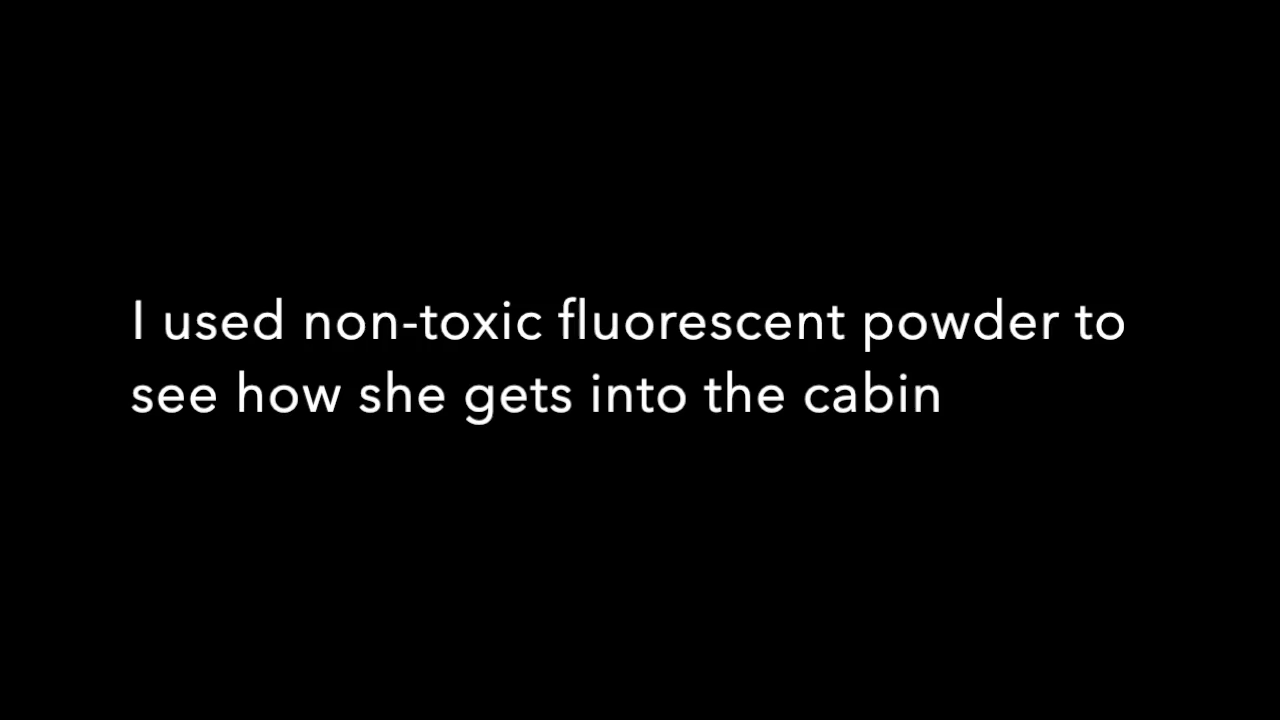 I used non-toxic fluorescent powder to
see how she gets into the cabin